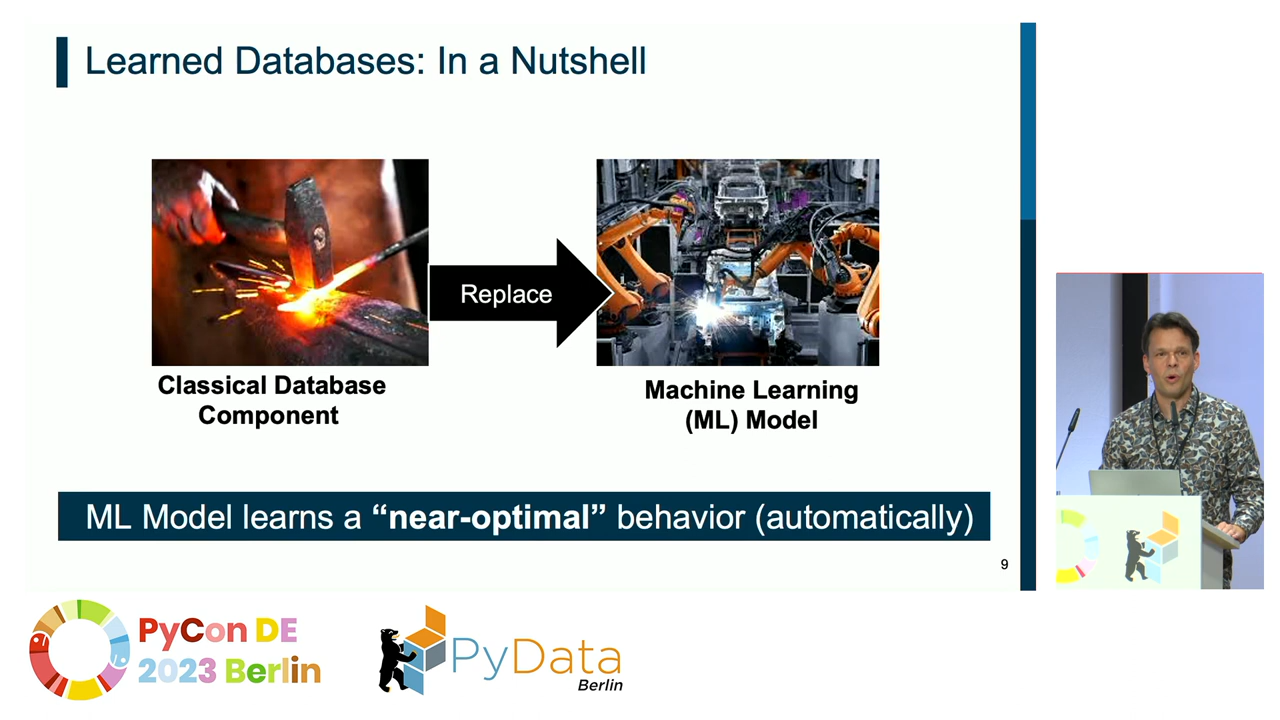 Learned Databases: In a Nutshell
Replace
Classical Database
Component
Machine Learning
(ML) Model
ML Model learns a “near-optimal” behavior (automatically)
9
PyCon DE
2023 Berlin
PyData
Berlin